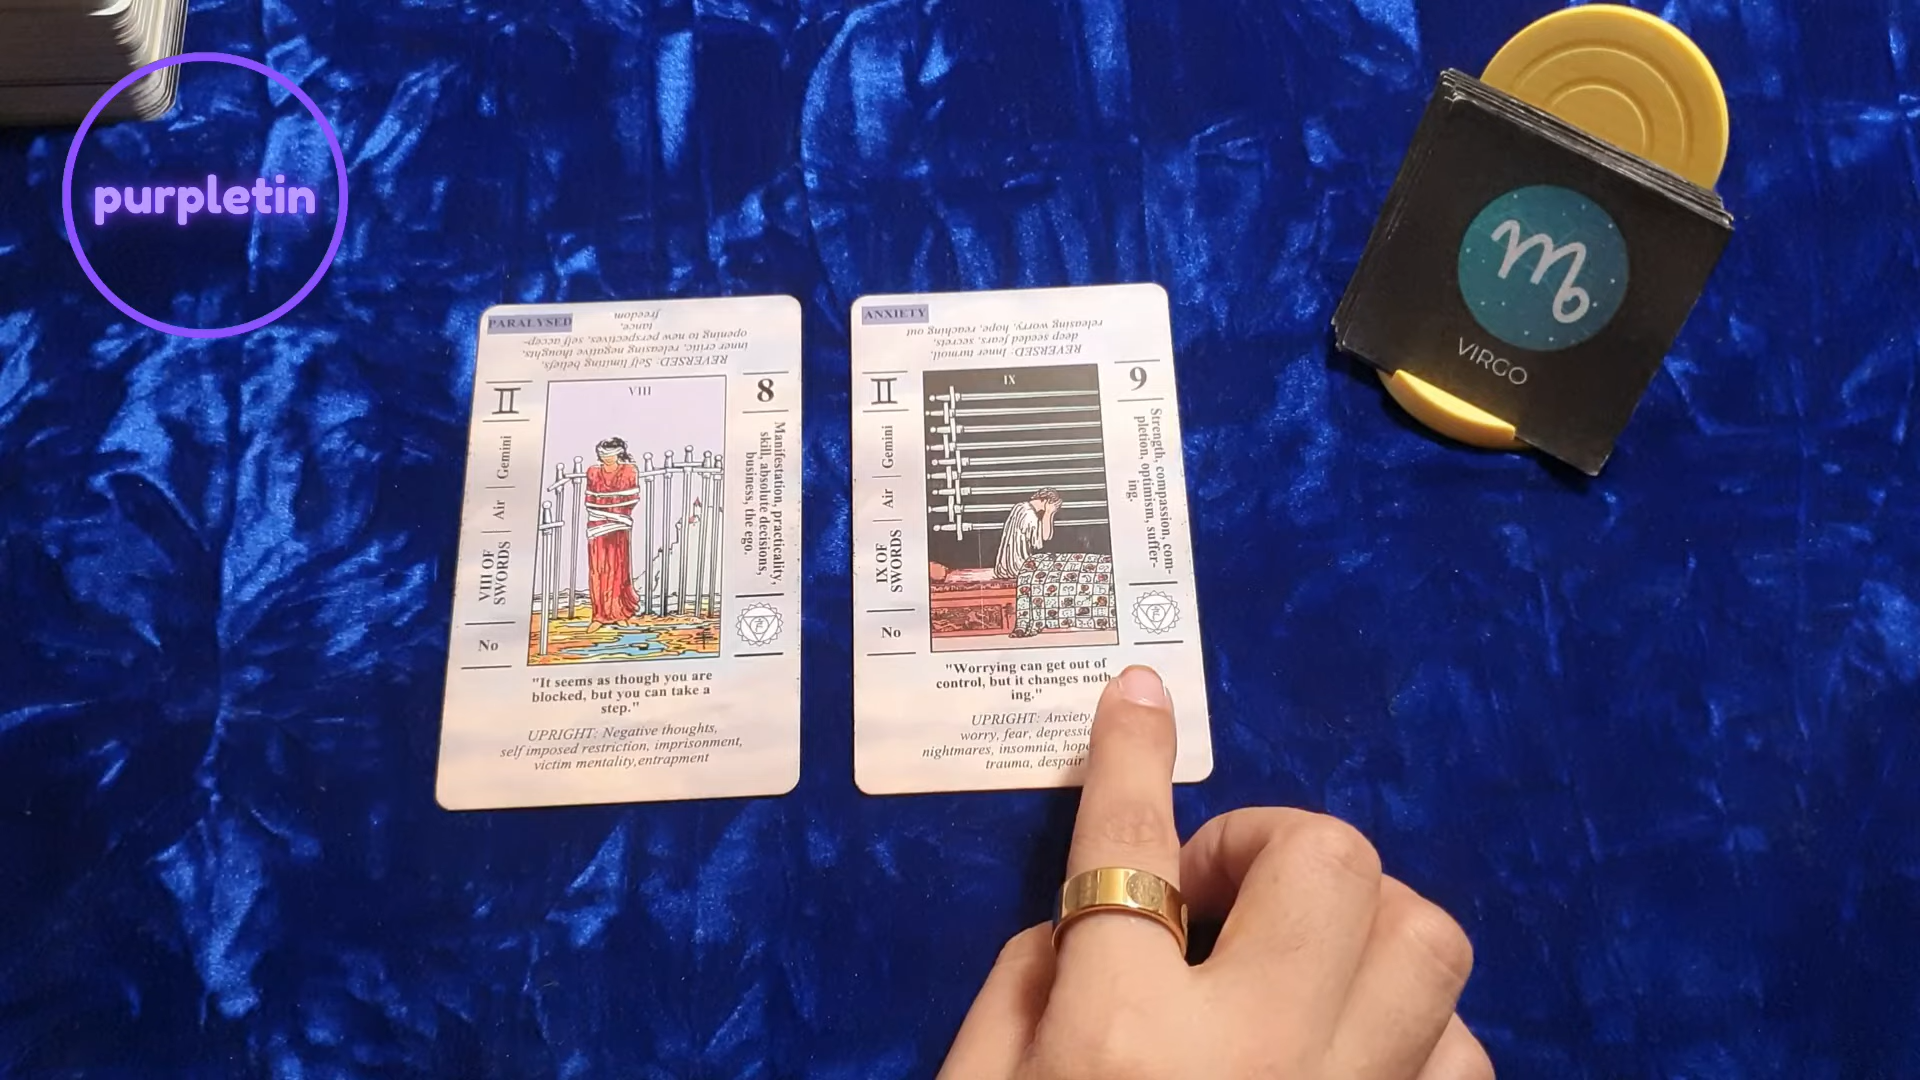 purpletin
PARALYSED
REVERSED: Self limiting beliefs,
inner critic, releasing negative thoughts,
opening to new perspectives, self accep-
tance,
freedom
II
Gemini
Air
VIII OF
SWORDS
No
VIII
8
Manifestation, practicality,
skill, absolute decisions,
business, the ego.
"It seems as though you are
blocked, but you can take a
step."
UPRIGHT: Negative thoughts,
self imposed restriction, imprisonment,
victim mentality,entrapment
ANXIETY
REVERSED: Inner turmoil,
deep seeded fears, secrets,
releasing worry, hope, reaching out
II
Gemini
Air
IX OF
SWORDS
No
IX
9
Strength, compassion, com-
pletion, optimism, suffer-
ing.
"Worrying can get out of
control, but it changes noth
ing."
UPRIGHT: Anxiety,
worry, fear,
nightmares, insomnia,
trauma, despair
VIRGO